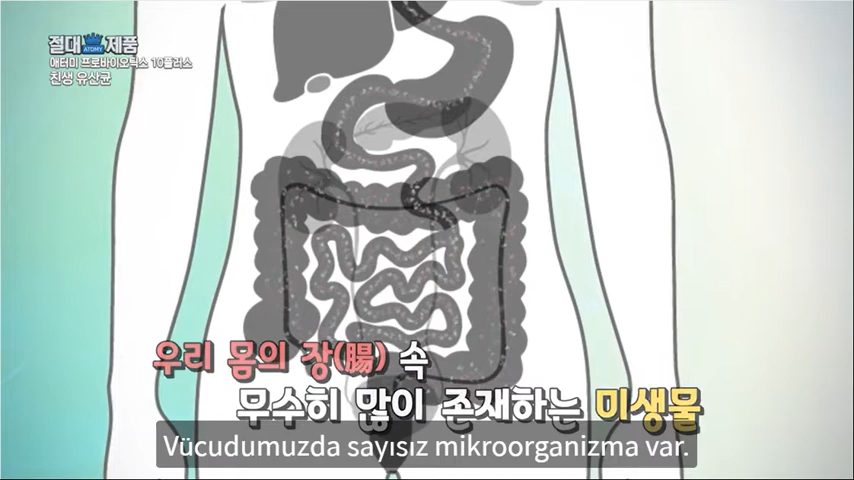 절대 ATOMY 제품
애터미 프로바이오틱스 10플러스
친생 유산균
우리 몸의 장(腸) 속
무수히 많이 존재하는 미생물
Vücudumuzda sayısız mikroorganizma var.